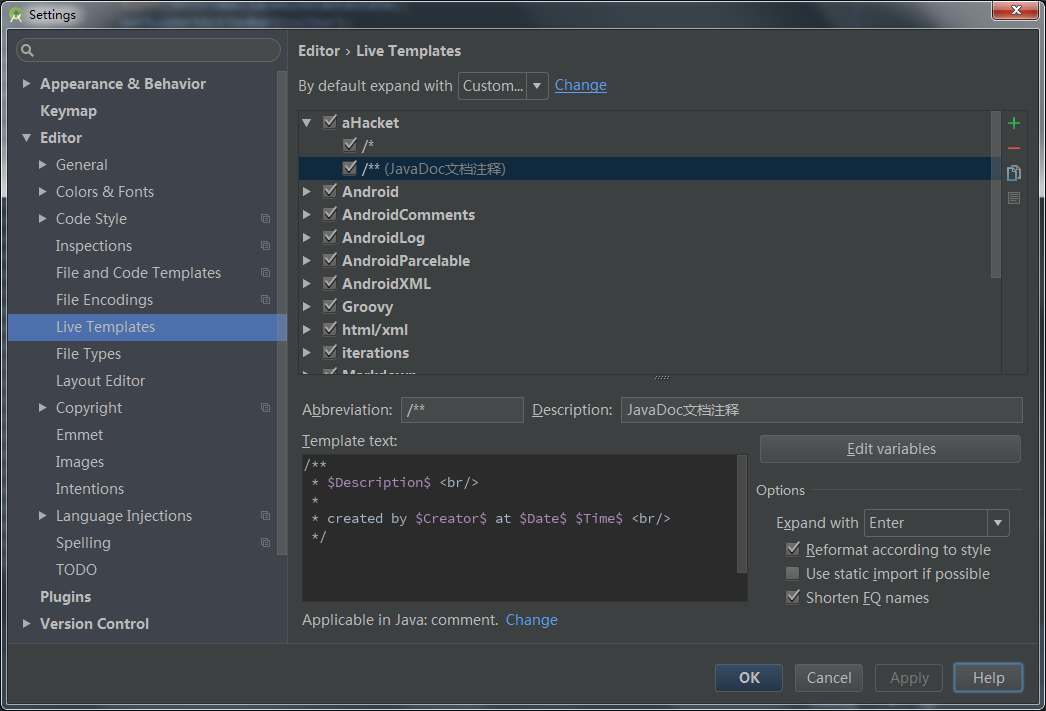 Settings
Editor › Live Templates
By default expand with Custom... Change
Appearance & Behavior
Keymap
Editor
General
Colors & Fonts
Code Style
Inspections
File and Code Templates
File Encodings
Live Templates
File Types
Layout Editor
Copyright
Emmet
Images
Intentions
Language Injections
Spelling
TODO
Plugins
Version Control
aHacket
/*
/** (JavaDoc文档注释)
Android
AndroidComments
AndroidLog
AndroidParcelable
AndroidXML
Groovy
html/xml
iterations
Markdown
Abbreviation: /** Description: JavaDoc文档注释
Template text:
Edit variables
/**
* $Description$ <br/>
*
* created by $Creator$ at $Date$ $Time$ <br/>
*/
Options
Expand with Enter
Reformat according to style
Use static import if possible
Shorten FQ names
Applicable in Java: comment. Change
OK Cancel Apply Help